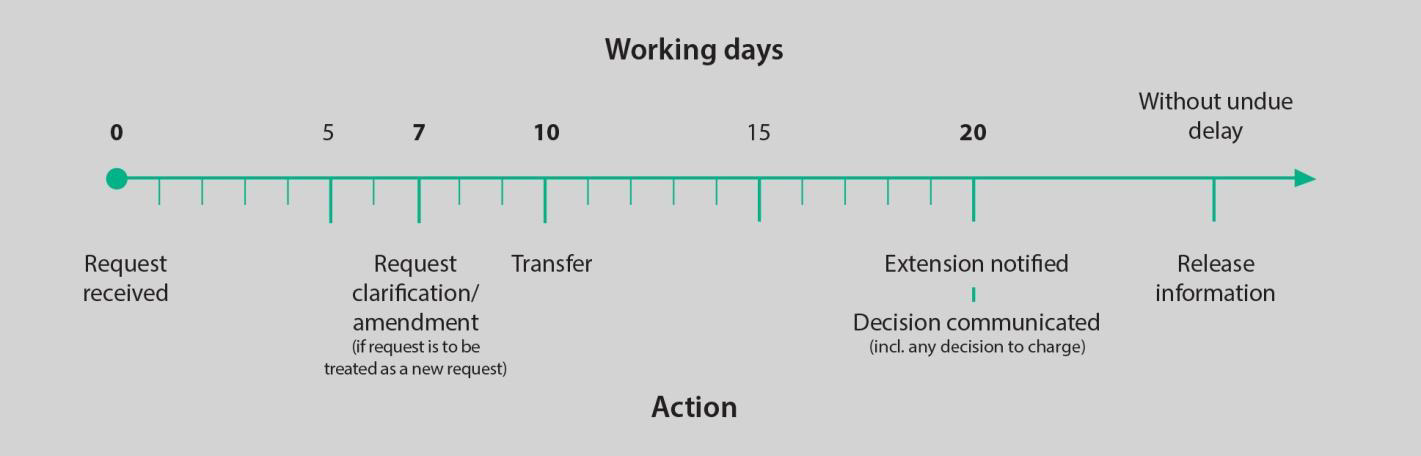 Working days
Without undue
delay
0
5
7
10
15
20
Request
received
Request
clarification/
amendment
(if request is to be
treated as a new request)
Transfer
Extension notified
Decision communicated
(incl. any decision to charge)
Release
information
Action